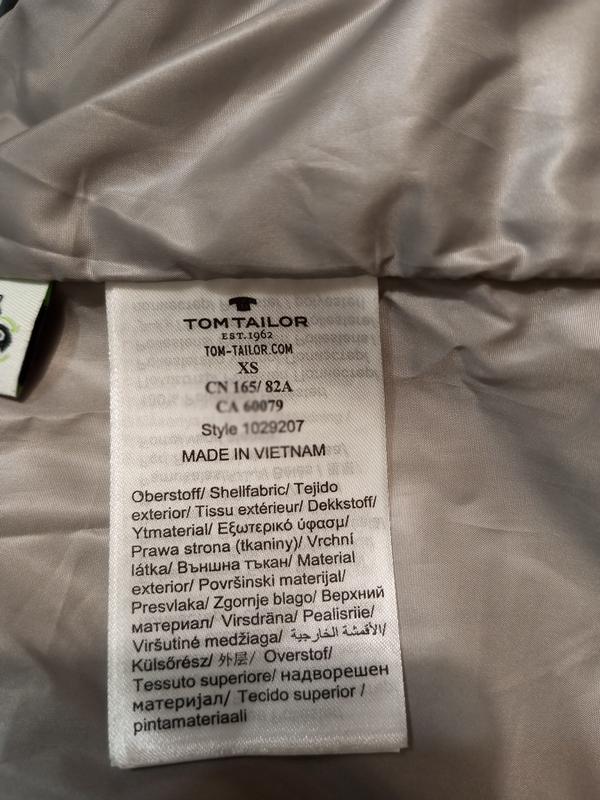 TOM TAILOR
EST.1962
TOM-TAILOR.COM
XS
CN 165/ 82A
CA 60079
Style 1029207
MADE IN VIETNAM
Oberstoff/ Shellfabric/ Tejido
exterior/ Tissu extérieur/ Dekkstoff/
Ytmaterial/ Εξωτερικό ύφασμ/
Prawa strona (tkaniny)/ Vrchní
látka/ Външна тъкан/ Material
exterior/ Površinski materijal/
Presvlaka/ Zgornje blago/ Верхний
материал/ Virsdrāna/ Pealisriie/
Viršutinė medžiaga/ الأقمشة الخارجية/
Külsőrész/ 外层/ Overstof/
Tessuto superiore/ надворешен
материјал/ Tecido superior /
pintamateriaali